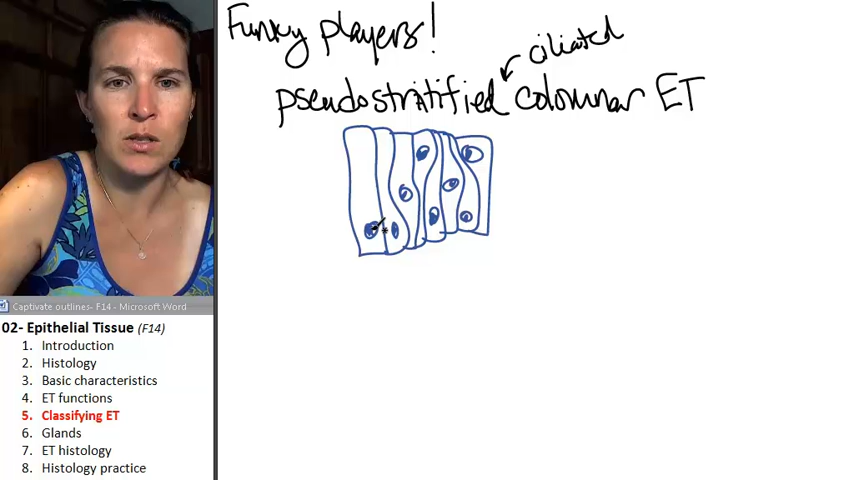 Funky players!
ciliated
pseudostratified columnar ET
Captivate outlines- F14 - Microsoft Word
02- Epithelial Tissue (F14)
1. Introduction
2. Histology
3. Basic characteristics
4. ET functions
5. Classifying ET
6. Glands
7. ET histology
8. Histology practice